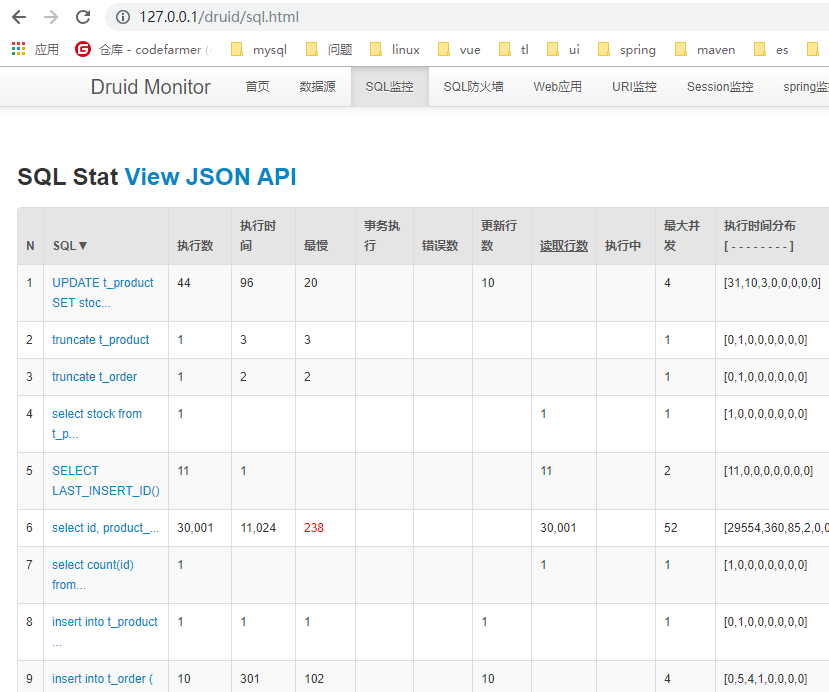 127.0.0.1/druid/sql.html
应用 仓库 - codefarmer ( mysql 问题 linux vue tl ui spring maven es
Druid Monitor 首页 数据源 SQL监控 SQL防火墙 Web应用 URI监控 Session监控 spring监
SQL Stat View JSON API
N SQL▼ 执行数 执行时间 最慢 事务执行 错误数 更新行数 读取行数 执行中 最大并发 执行时间分布 [ - - - - - - - - ]
1 UPDATE t_product 44 96 20 10 4 [31,10,3,0,0,0,0,0]
SET stoc...
2 truncate t_product 1 3 3 1 [0,1,0,0,0,0,0,0]
3 truncate t_order 1 2 2 1 [0,1,0,0,0,0,0,0]
4 select stock from 1 1 1 [1,0,0,0,0,0,0,0]
t_p...
5 SELECT 11 1 11 2 [11,0,0,0,0,0,0,0]
LAST_INSERT_ID()
6 select id, product_... 30,001 11,024 238 30,001 52 [29554,360,85,2,0,0
7 select count(id) 1 1 1 [1,0,0,0,0,0,0,0]
from...
8 insert into t_product 1 1 1 1 1 [0,1,0,0,0,0,0,0]
...
9 insert into t_order ( 10 301 102 10 4 [0,5,4,1,0,0,0,0]